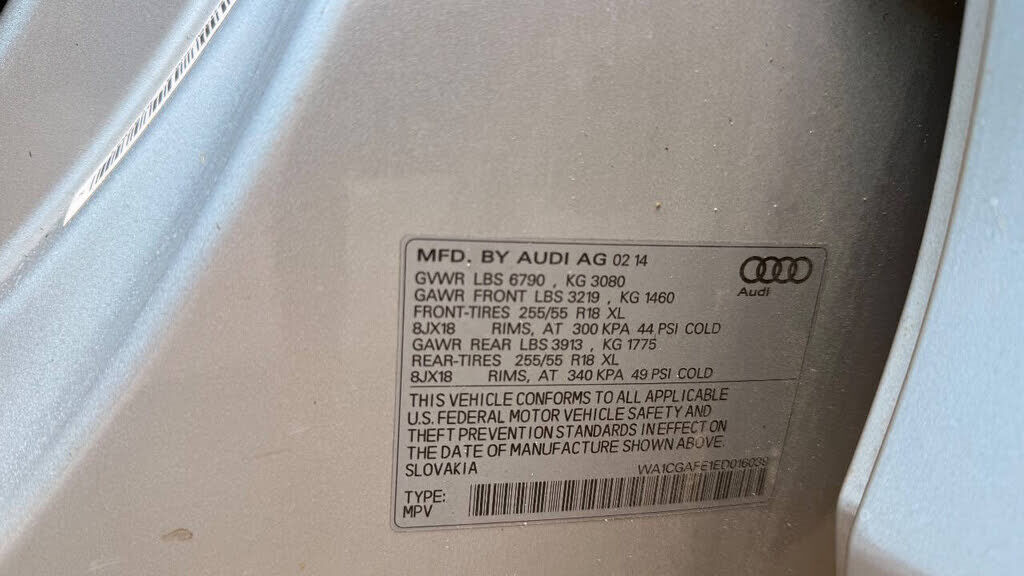 MFD. BY AUDI AG 02 14
GVWR LBS 6790 , KG 3080
GAWR FRONT LBS 3219 , KG 1460
FRONT-TIRES 255/55 R18 XL
8JX18 RIMS, AT 300 KPA 44 PSI COLD
GAWR REAR LBS 3913 , KG 1775
REAR-TIRES 255/55 R18 XL
8JX18 RIMS, AT 340 KPA 49 PSI COLD
Audi
THIS VEHICLE CONFORMS TO ALL APPLICABLE
U.S. FEDERAL MOTOR VEHICLE SAFETY AND
THEFT PREVENTION STANDARDS IN EFFECT ON
THE DATE OF MANUFACTURE SHOWN ABOVE.
SLOVAKIA
TYPE:
MPV